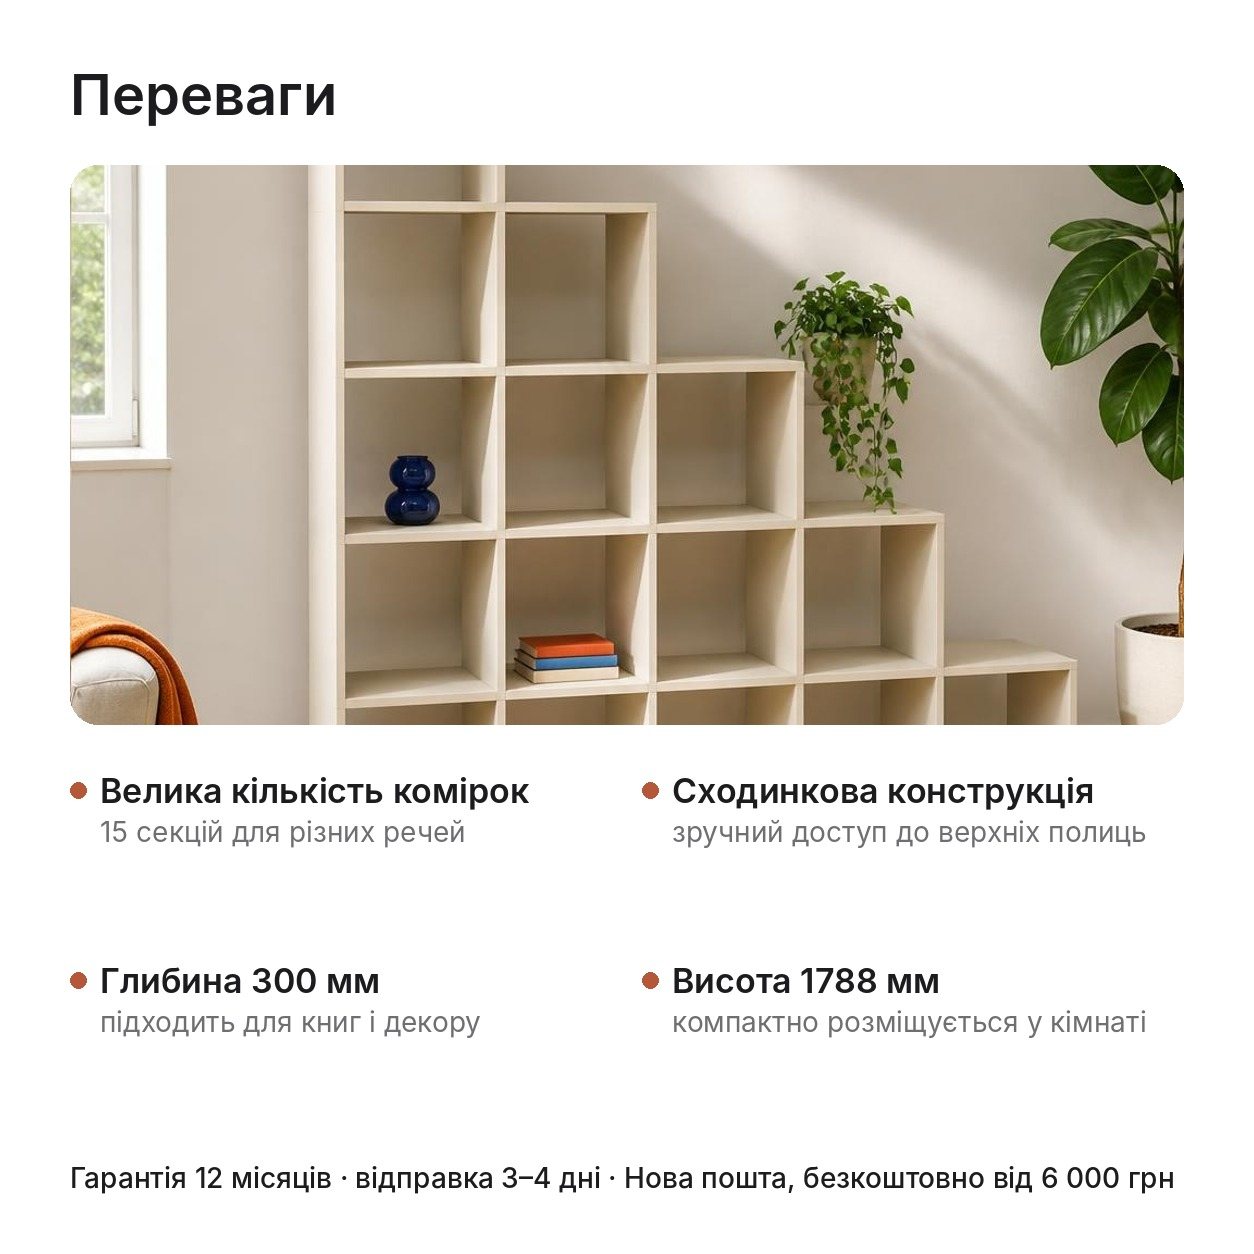 Переваги
Велика кількість комірок
15 секцій для різних речей
Сходинкова конструкція
зручний доступ до верхніх полиць
Глибина 300 мм
підходить для книг і декору
Висота 1788 мм
компактно розміщується у кімнаті
Гарантія 12 місяців · відправка 3–4 дні · Нова пошта, безкоштовно від 6 000 грн